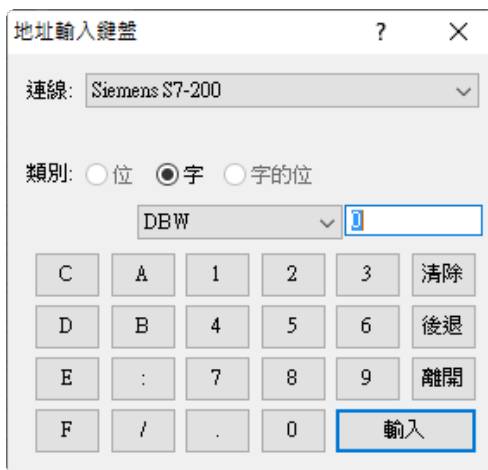 地址輸入鍵盤 ?
連線: Siemens S7-200
類別: 位 字 字的位
DBW 0
C A 1 2 3 清除
D B 4 5 6 後退
E : 7 8 9 離開
F / . 0 輸入